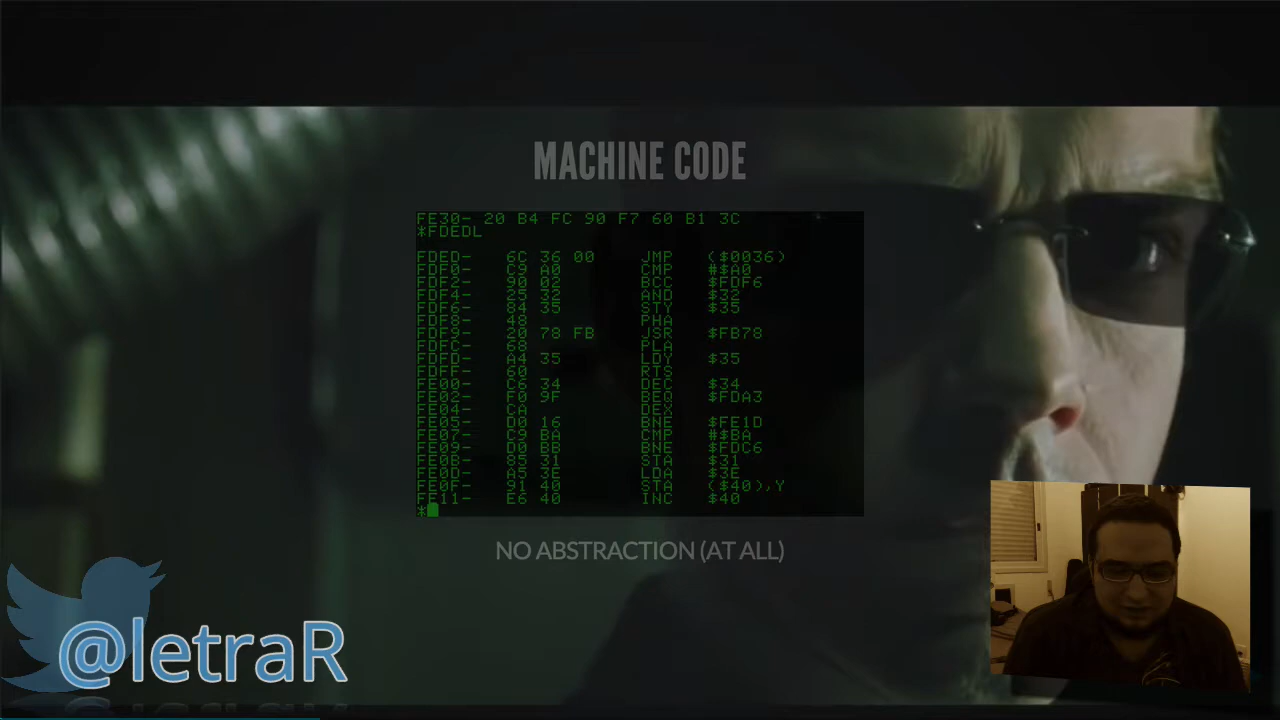 MACHINE CODE
FE30- 20 B4 FC 90 F7 60 B1 3C
*FDEDL
FDED- 6C 36 00 JMP ($0036)
FDF0- C9 A0 CMP #$A0
FDF2- 90 02 BCC $FDF6
FDF4- 25 32 AND $32
FDF6- 84 35 STY $35
FDF8- 48 PHA
FDF9- 20 78 FB JSR $FB78
FDFC- 68 PLA
FDFD- A4 35 LDY $35
FDFF- 60 RTS
FE00- C6 34 DEC $34
FE02- F0 9F BEQ $FDA3
FE04- CA DEX
FE05- D0 16 BNE $FE1D
FE07- C9 BA CMP #$BA
FE09- D0 BB BNE $FDC6
FE0B- 85 31 STA $31
FE0D- A5 3E LDA $3E
FE0F- 91 40 STA ($40),Y
FE11- E6 40 INC $40
*
NO ABSTRACTION (AT ALL)
@letraR